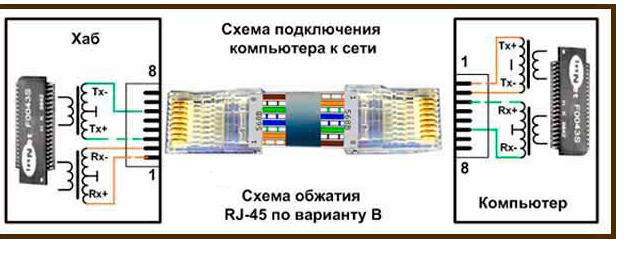 Хаб
Схема подключения
компьютера к сети
8
Tx-
Tx+
Rx-
Rx+
1
1
Tx+
Tx-
Rx+
Rx-
8
Схема обжатия
RJ-45 по варианту В
Компьютер